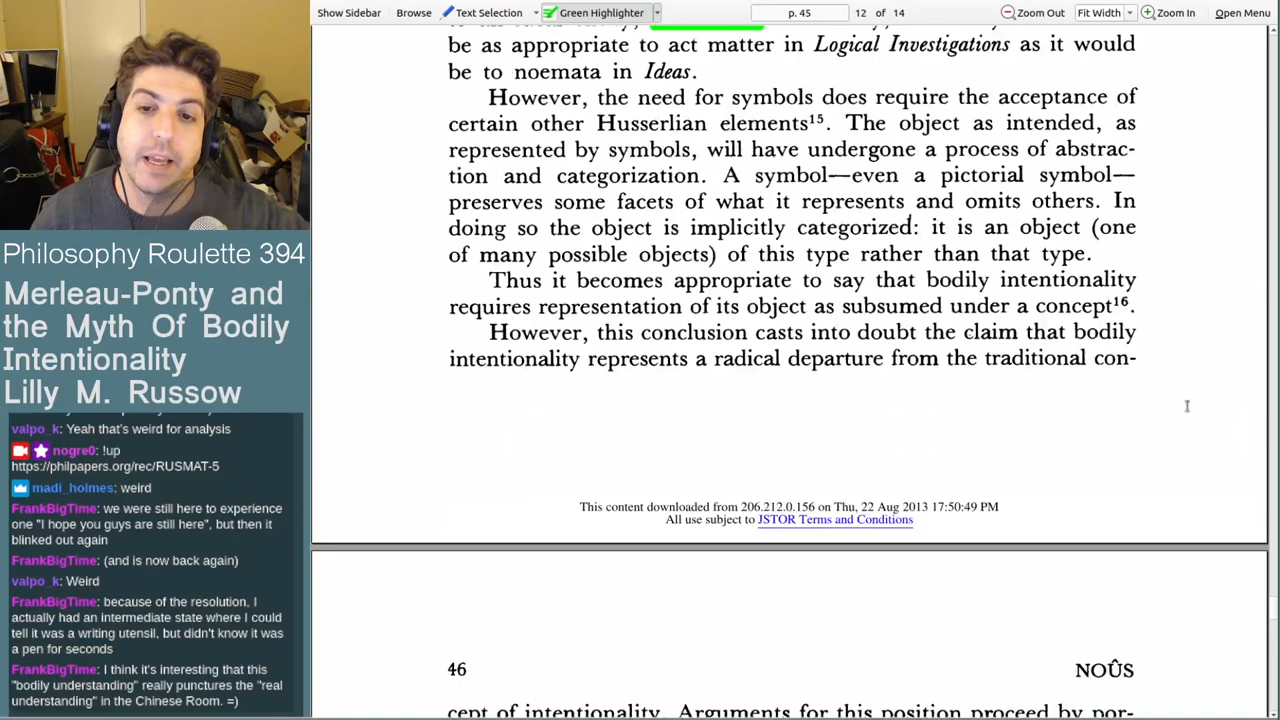 Show Sidebar Browse Text Selection Green Highlighter p. 45 12 of 14 Zoom Out Fit Width Zoom In Open Menu
be as appropriate to act matter in Logical Investigations as it would
be to noemata in Ideas.
However, the need for symbols does require the acceptance of
certain other Husserlian elements¹⁵. The object as intended, as
represented by symbols, will have undergone a process of abstrac-
tion and categorization. A symbol—even a pictorial symbol—
preserves some facets of what it represents and omits others. In
doing so the object is implicitly categorized: it is an object (one
of many possible objects) of this type rather than that type.
Thus it becomes appropriate to say that bodily intentionality
requires representation of its object as subsumed under a concept¹⁶.
However, this conclusion casts into doubt the claim that bodily
intentionality represents a radical departure from the traditional con-
This content downloaded from 206.212.0.156 on Thu, 22 Aug 2013 17:50:49 PM
All use subject to JSTOR Terms and Conditions
46 NOÛS
cept of intentionality. Arguments for this position proceed by por-
Philosophy Roulette 394
Merleau-Ponty and
the Myth Of Bodily
Intentionality
Lilly M. Russow
valpo_k: Yeah that's weird for analysis
nogre0: !up
https://philpapers.org/rec/RUSMAT-5
madi_holmes: weird
FrankBigTime: we were still here to experience
one "I hope you guys are still here", but then it
blinked out again
FrankBigTime: (and is now back again)
valpo_k: Weird
FrankBigTime: because of the resolution, I
actually had an intermediate state where I could
tell it was a writing utensil, but didn't know it was
a pen for seconds
FrankBigTime: I think it's interesting that this
"bodily understanding" really punctures the "real
understanding" in the Chinese Room. =)